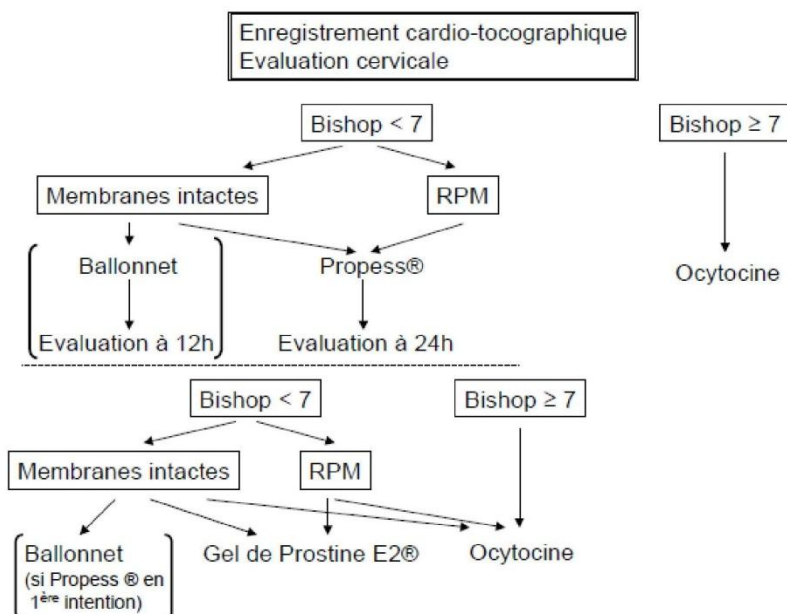 Enregistrement cardio-tocographique
Evaluation cervicale
Bishop < 7
Bishop ≥ 7
Membranes intactes
RPM
Ballonnet
Propess®
Ocytocine
Evaluation à 12h
Evaluation à 24h
Bishop < 7
Bishop ≥ 7
Membranes intactes
RPM
Ballonnet
(si Propess ® en
1ère intention)
Gel de Prostine E2®
Ocytocine